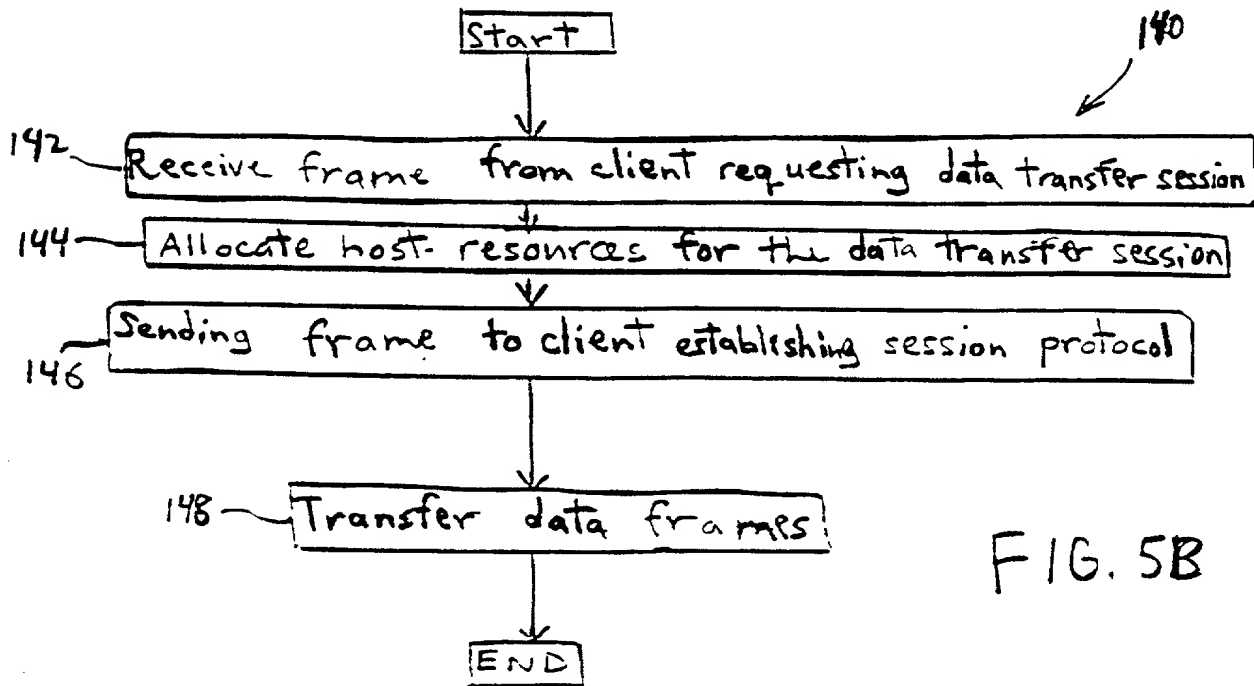 Start
140
142
Receive frame from client requesting data transfer session
144
Allocate host resources for the data transfer session
Sending frame to client establishing session protocol
146
148
Transfer data frames
FIG. 5B
END